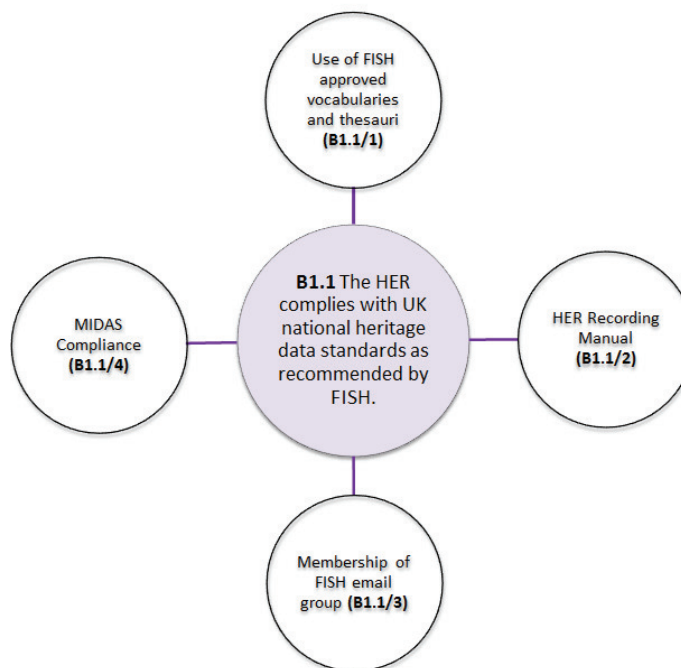 Use of FISH
approved
vocabularies
and thesauri
(B1.1/1)
B1.1 The HER
complies with UK
national heritage
data standards as
recommended by
FISH.
MIDAS
Compliance
(B1.1/4)
HER Recording
Manual
(B1.1/2)
Membership of
FISH email
group (B1.1/3)